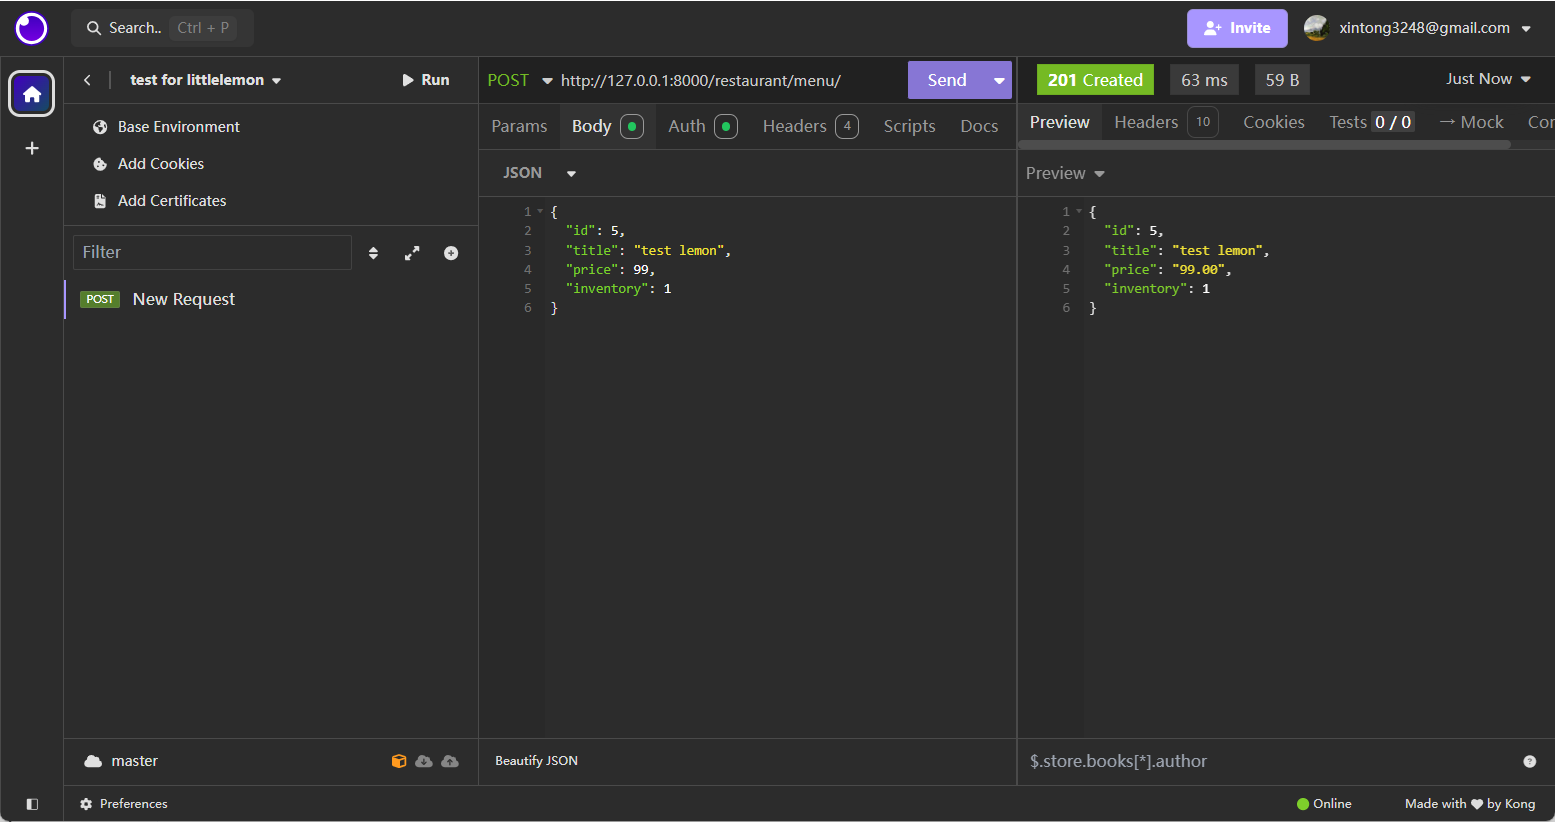 Search.. Ctrl + P
Invite
xintong3248@gmail.com
test for littlelemon
Run
Base Environment
Add Cookies
Add Certificates
Filter
POST New Request
master
POST http://127.0.0.1:8000/restaurant/menu/ Send
Params Body Auth Headers 4 Scripts Docs
JSON
1 {
2 "id": 5,
3 "title": "test lemon",
4 "price": 99,
5 "inventory": 1
6 }
Beautify JSON
201 Created 63 ms 59 B Just Now
Preview Headers 10 Cookies Tests 0 / 0 → Mock Cor
Preview
1 {
2 "id": 5,
3 "title": "test lemon",
4 "price": "99.00",
5 "inventory": 1
6 }
$.store.books[*].author
Preferences
Online
Made with ❤ by Kong